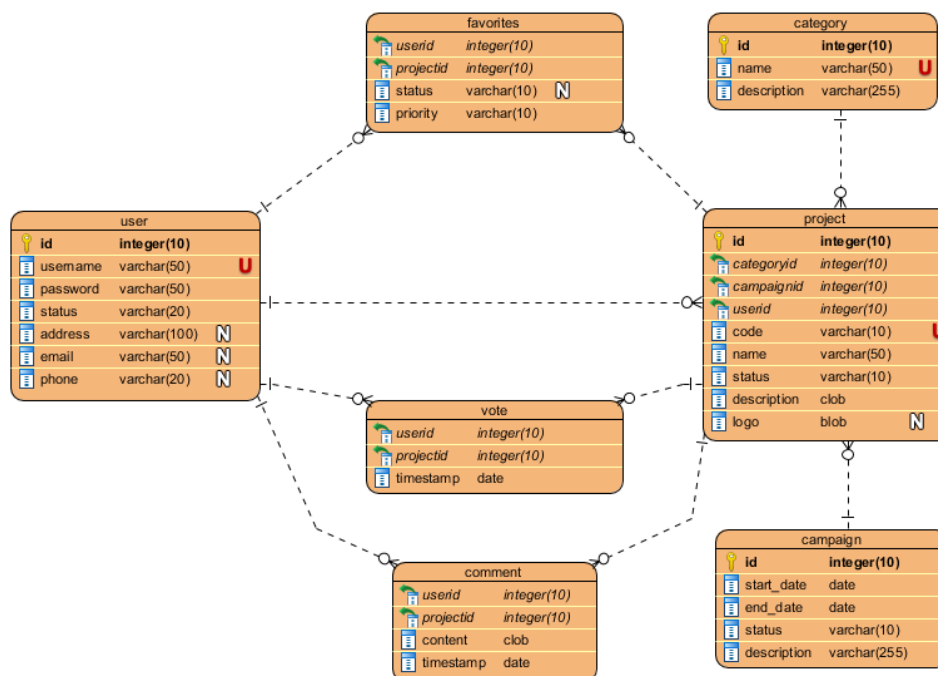 favorites
userid integer(10)
projectid integer(10)
status varchar(10) N
priority varchar(10)
category
id integer(10)
name varchar(50) U
description varchar(255)
user
id integer(10)
username varchar(50) U
password varchar(50)
status varchar(20)
address varchar(100) N
email varchar(50) N
phone varchar(20) N
project
id integer(10)
categoryid integer(10)
campaignid integer(10)
userid integer(10)
code varchar(10) U
name varchar(50)
status varchar(10)
description clob
logo blob N
vote
userid integer(10)
projectid integer(10)
timestamp date
comment
userid integer(10)
projectid integer(10)
content clob
timestamp date
campaign
id integer(10)
start_date date
end_date date
status varchar(10)
description varchar(255)